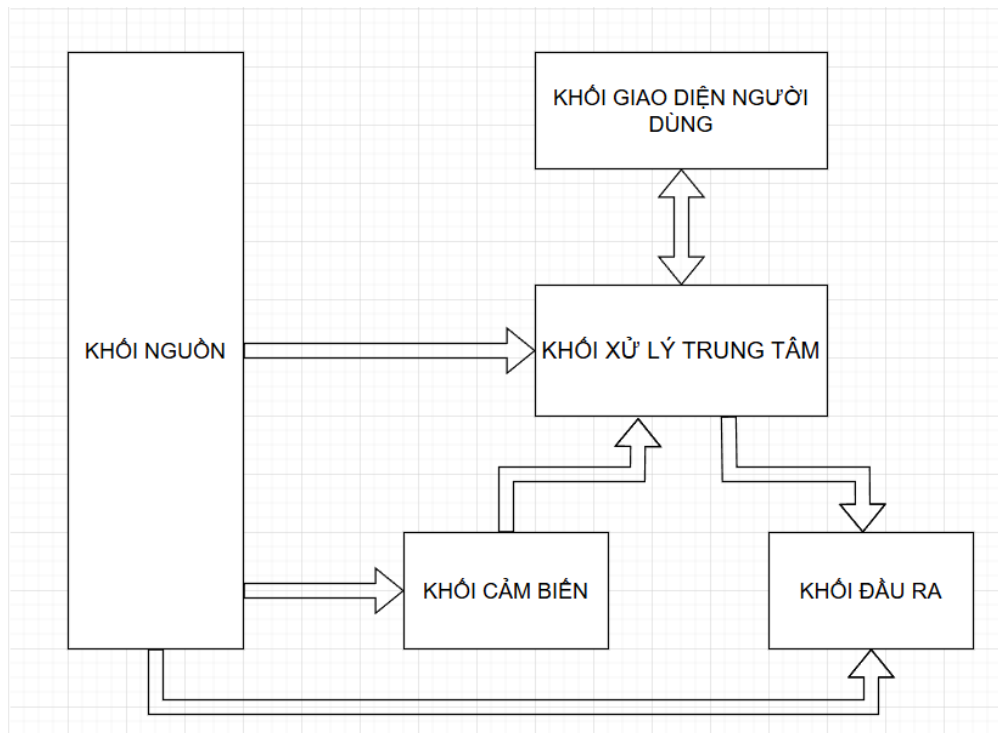 KHỐI GIAO DIỆN NGƯỜI
DÙNG
KHỐI NGUỒN
KHỐI XỬ LÝ TRUNG TÂM
KHỐI CẢM BIẾN
KHỐI ĐẦU RA